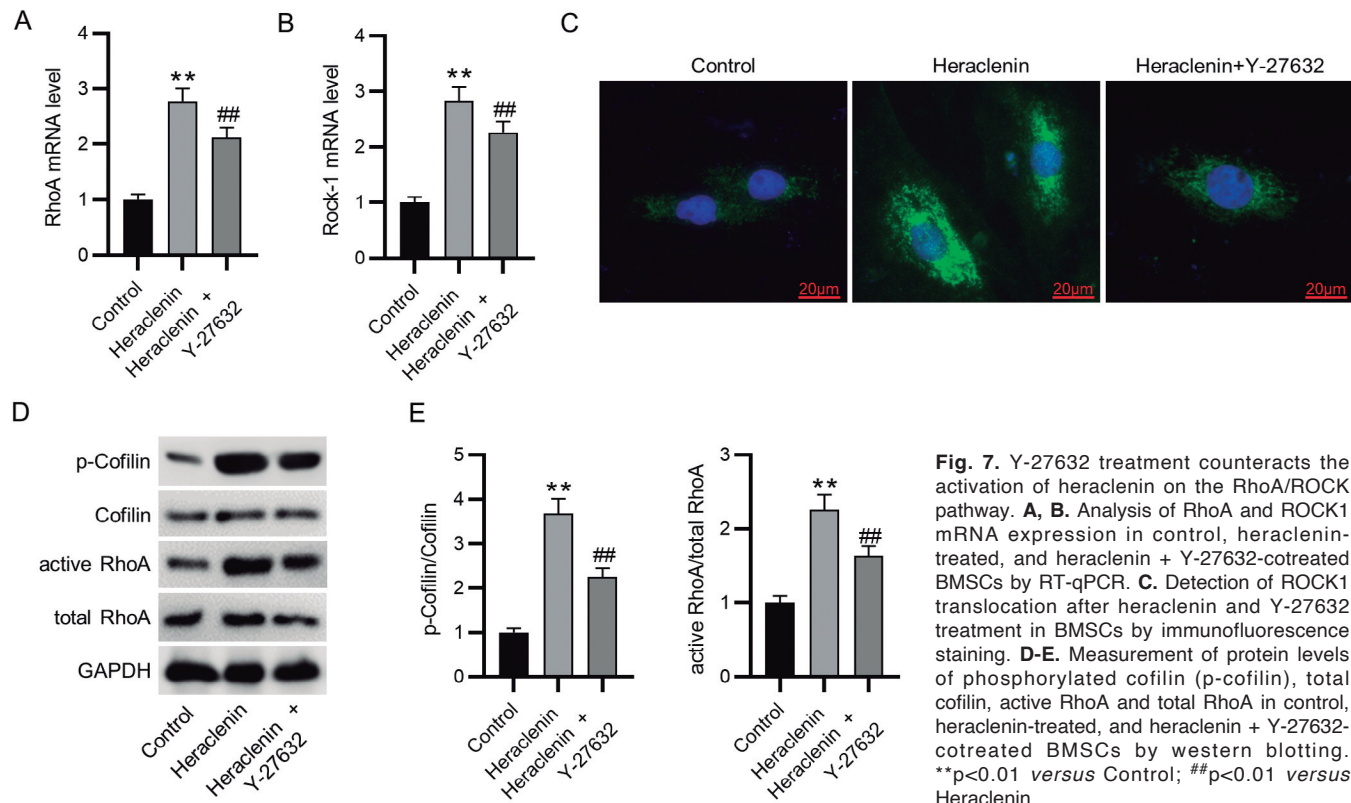 A
RhoA mRNA level
4
3
2
1
0
**
##
Control
Heraclenin
Heraclenin +
Y-27632
B
Rock-1 mRNA level
4
3
2
1
0
**
##
Control
Heraclenin
Heraclenin +
Y-27632
C
Control
Heraclenin
Heraclenin+Y-27632
20μm
20μm
20μm
D
p-Cofilin
Cofilin
active RhoA
total RhoA
GAPDH
Control
Heraclenin
Heraclenin +
Y-27632
E
p-Cofilin/Cofilin
5
4
3
2
1
0
**
##
Control
Heraclenin
Heraclenin +
Y-27632
active RhoA/total RhoA
3
2
1
0
**
##
Control
Heraclenin
Heraclenin +
Y-27632
Fig. 7. Y-27632 treatment counteracts the
activation of heraclenin on the RhoA/ROCK
pathway. A, B. Analysis of RhoA and ROCK1
mRNA expression in control, heraclenin-
treated, and heraclenin + Y-27632-cotreated
BMSCs by RT-qPCR. C. Detection of ROCK1
translocation after heraclenin and Y-27632
treatment in BMSCs by immunofluorescence
staining. D-E. Measurement of protein levels
of phosphorylated cofilin (p-cofilin), total
cofilin, active RhoA and total RhoA in control,
heraclenin-treated, and heraclenin + Y-27632-
cotreated BMSCs by western blotting.
**p<0.01 versus Control; ##p<0.01 versus
Heraclenin